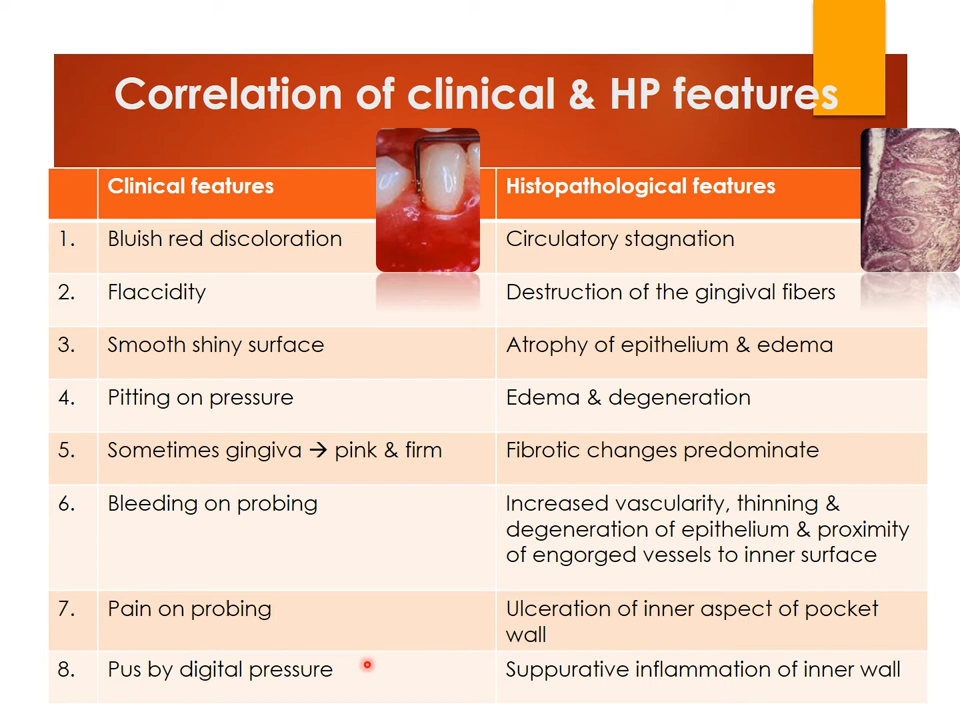 Correlation of clinical & HP features
Clinical features
Histopathological features
1. Bluish red discoloration
Circulatory stagnation
2. Flaccidity
Destruction of the gingival fibers
3. Smooth shiny surface
Atrophy of epithelium & edema
4. Pitting on pressure
Edema & degeneration
5. Sometimes gingiva → pink & firm
Fibrotic changes predominate
6. Bleeding on probing
Increased vascularity, thinning &
degeneration of epithelium & proximity
of engorged vessels to inner surface
7. Pain on probing
Ulceration of inner aspect of pocket
wall
8. Pus by digital pressure
Suppurative inflammation of inner wall